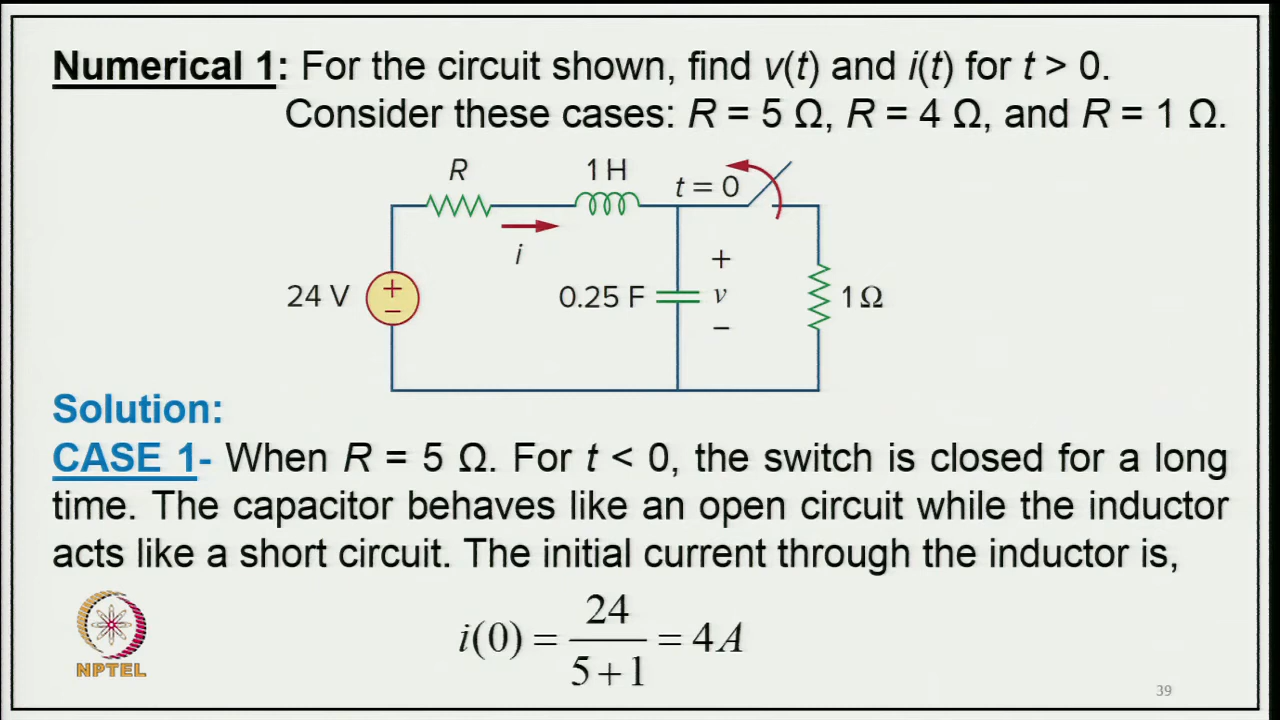 Numerical 1: For the circuit shown, find v(t) and i(t) for t > 0.
Consider these cases: R = 5 Ω, R = 4 Ω, and R = 1 Ω.
R
1 H
t = 0
i
24 V
+
−
0.25 F
+
v
−
1 Ω
Solution:
CASE 1- When R = 5 Ω. For t < 0, the switch is closed for a long
time. The capacitor behaves like an open circuit while the inductor
acts like a short circuit. The initial current through the inductor is,
i(0) = 24 / 5+1 = 4A
NPTEL
39